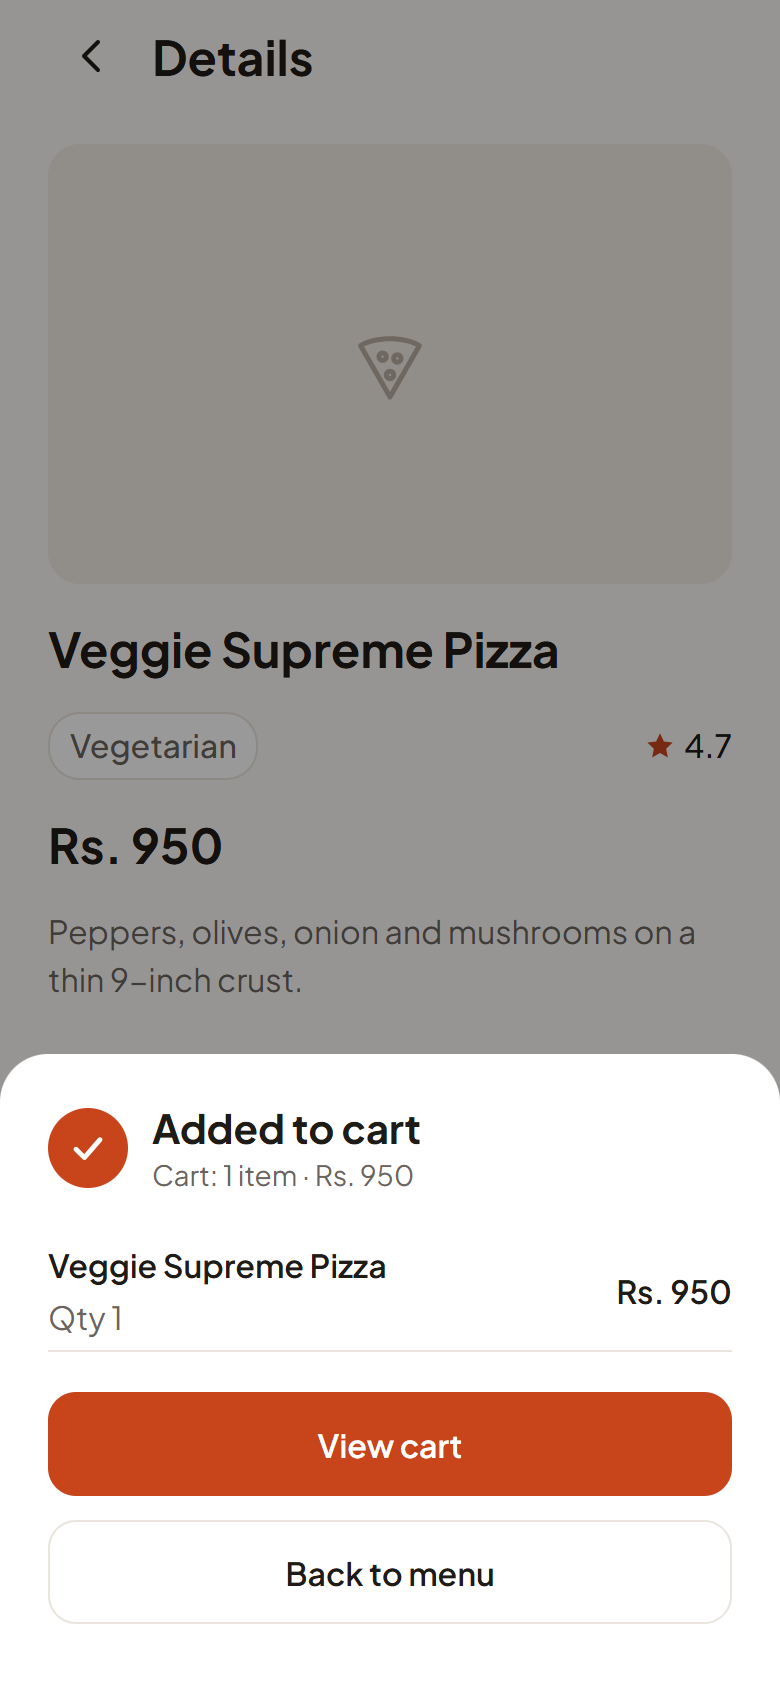 Details
Veggie Supreme Pizza
Vegetarian
4.7
Rs. 950
Peppers, olives, onion and mushrooms on a
thin 9-inch crust.
Added to cart
Cart: 1 item · Rs. 950
Veggie Supreme Pizza
Qty 1
Rs. 950
View cart
Back to menu